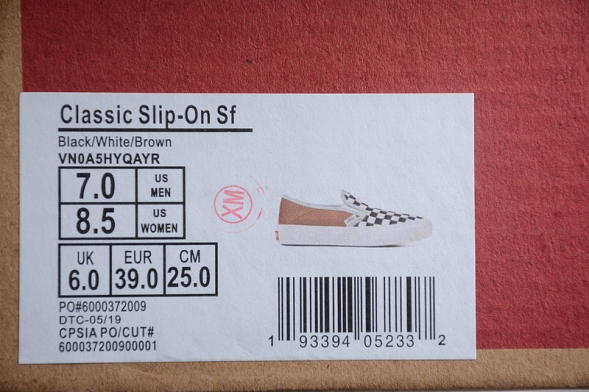 Classic Slip-On Sf
Black/White/Brown
VN0A5HYQAYR
7.0 US MEN
8.5 US WOMEN
UK EUR CM
6.0 39.0 25.0
PO#6000372009
DTC-05/19
CPSIA PO/CUT#
600037200900001
XM
1 93394 05233 2